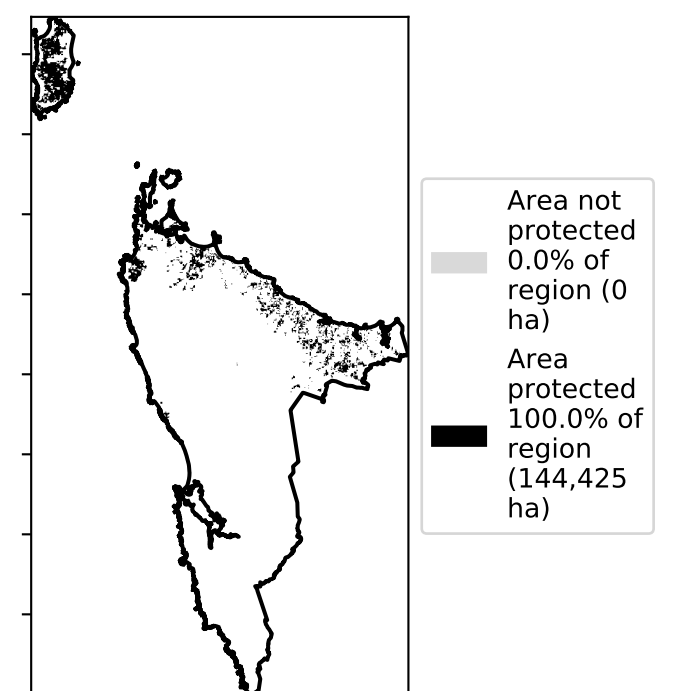 Area not
protected
0.0% of
region (0
ha)
Area
protected
100.0% of
region
(144,425
ha)